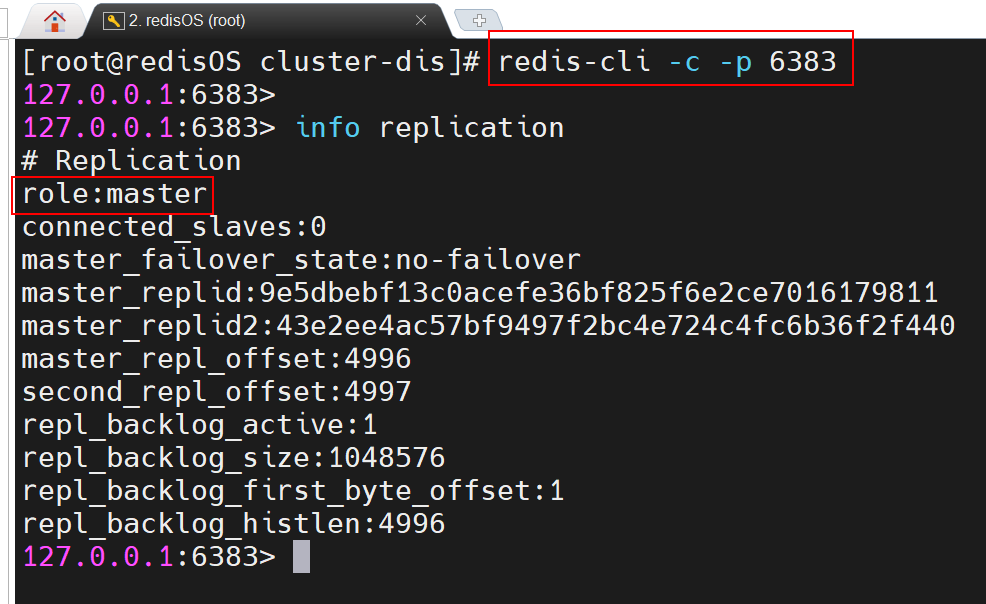 2. redisOS (root)
[root@redisOS cluster-dis]# redis-cli -c -p 6383
127.0.0.1:6383>
127.0.0.1:6383> info replication
# Replication
role:master
connected_slaves:0
master_failover_state:no-failover
master_replid:9e5dbebf13c0acefe36bf825f6e2ce7016179811
master_replid2:43e2ee4ac57bf9497f2bc4e724c4fc6b36f2f440
master_repl_offset:4996
second_repl_offset:4997
repl_backlog_active:1
repl_backlog_size:1048576
repl_backlog_first_byte_offset:1
repl_backlog_histlen:4996
127.0.0.1:6383>